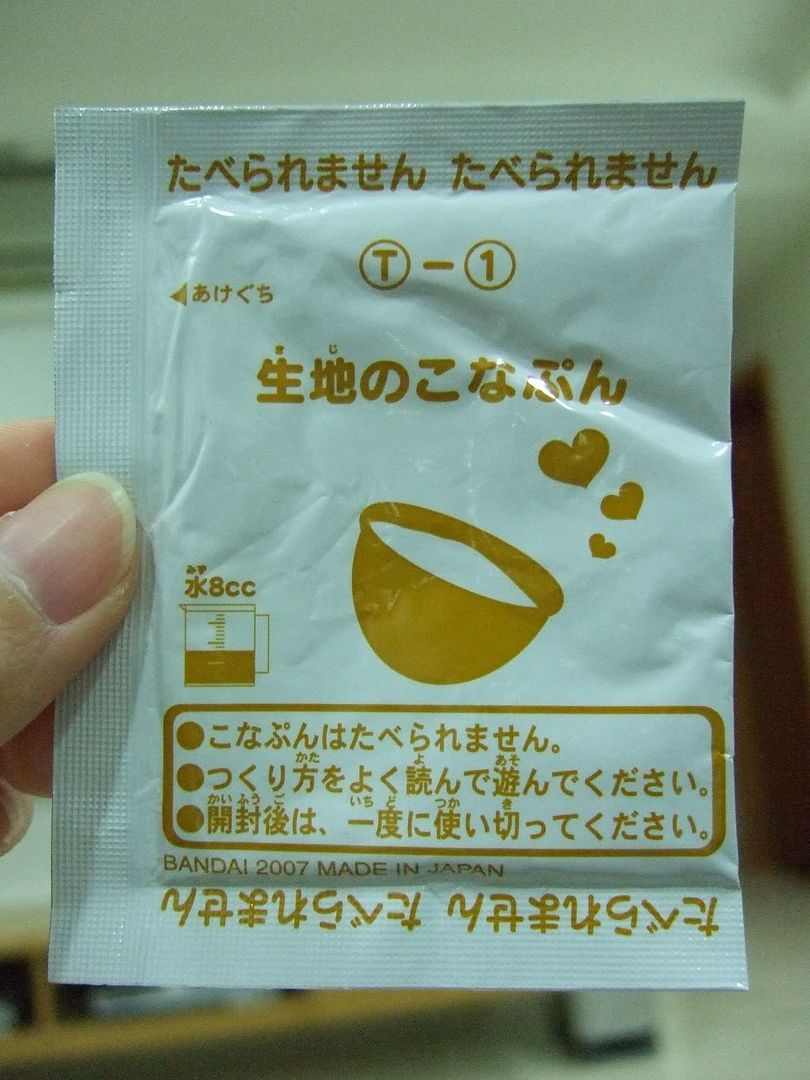 たべられません たべられません
Ⓣ－①
◀あけぐち
生地のこなぷん
水8cc
●こなぷんはたべられません。
●つくり方をよく読んで遊んでください。
●開封後は、一度に使い切ってください。
BANDAI 2007 MADE IN JAPAN
たべられません たべられません